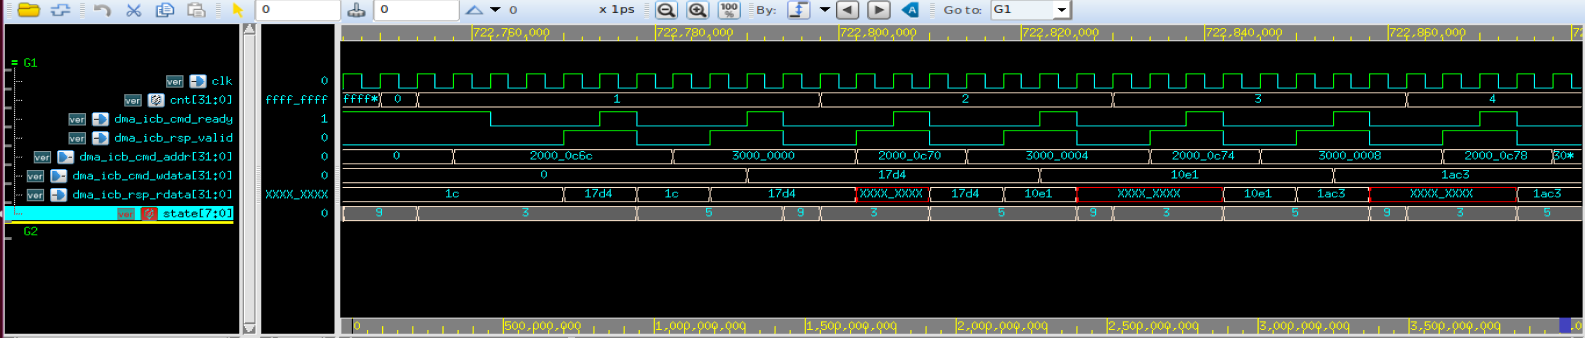 0 0 0 x 1ps 100 % By: Go to: G1
722,760,000 722,780,000 722,800,000 722,820,000 722,840,000 722,860,000
= G1
ver clk 0
ver cnt[31:0] ffff_ffff ffff* 0 1 2 3 4
ver dma_icb_cmd_ready 1
ver dma_icb_rsp_valid 0
ver dma_icb_cmd_addr[31:0] 0 0 2000_0c6c 3000_0000 2000_0c70 3000_0004 2000_0c74 3000_0008 2000_0c78 30*
ver dma_icb_cmd_wdata[31:0] 0 0 17d4 10e1 1ac3
ver dma_icb_rsp_rdata[31:0] XXXX_XXXX 1c 17d4 1c 17d4 XXXX_XXXX 17d4 10e1 XXXX_XXXX 10e1 1ac3 XXXX_XXXX 1ac3
ver state[7:0] 0 9 3 5 9 3 5 9 3 5 9 3 5
G2
0 500,000,000 1,000,000,000 1,500,000,000 2,000,000,000 2,500,000,000 3,000,000,000 3,500,000,000